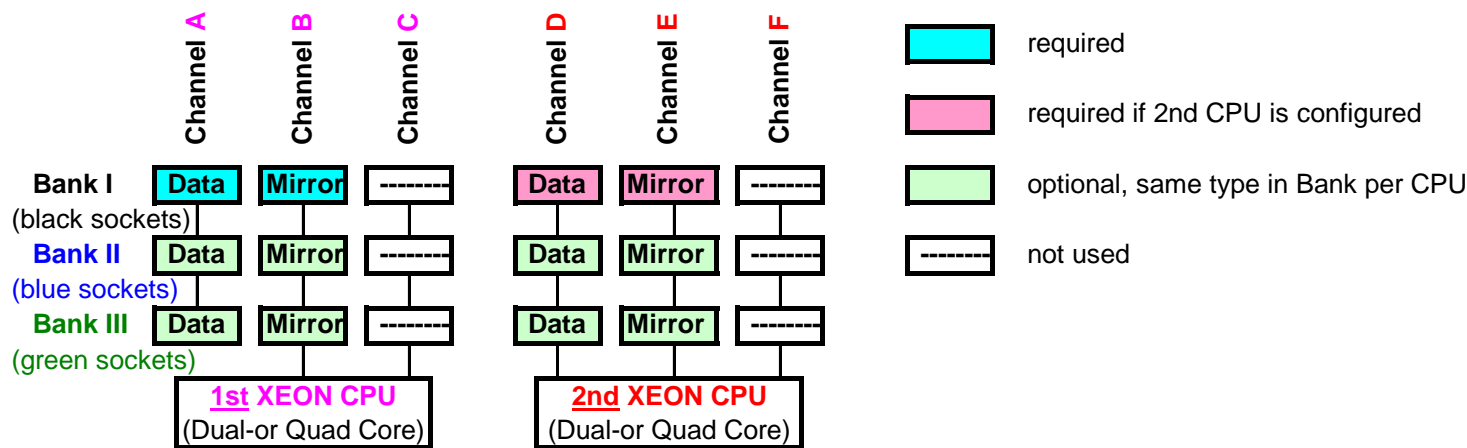 Channel A
Channel B
Channel C
Channel D
Channel E
Channel F
required
required if 2nd CPU is configured
optional, same type in Bank per CPU
--------- not used
Bank I Data Mirror -------- Data Mirror --------
(black sockets)
Bank II Data Mirror -------- Data Mirror --------
(blue sockets)
Bank III Data Mirror -------- Data Mirror --------
(green sockets)
1st XEON CPU
(Dual-or Quad Core)
2nd XEON CPU
(Dual-or Quad Core)